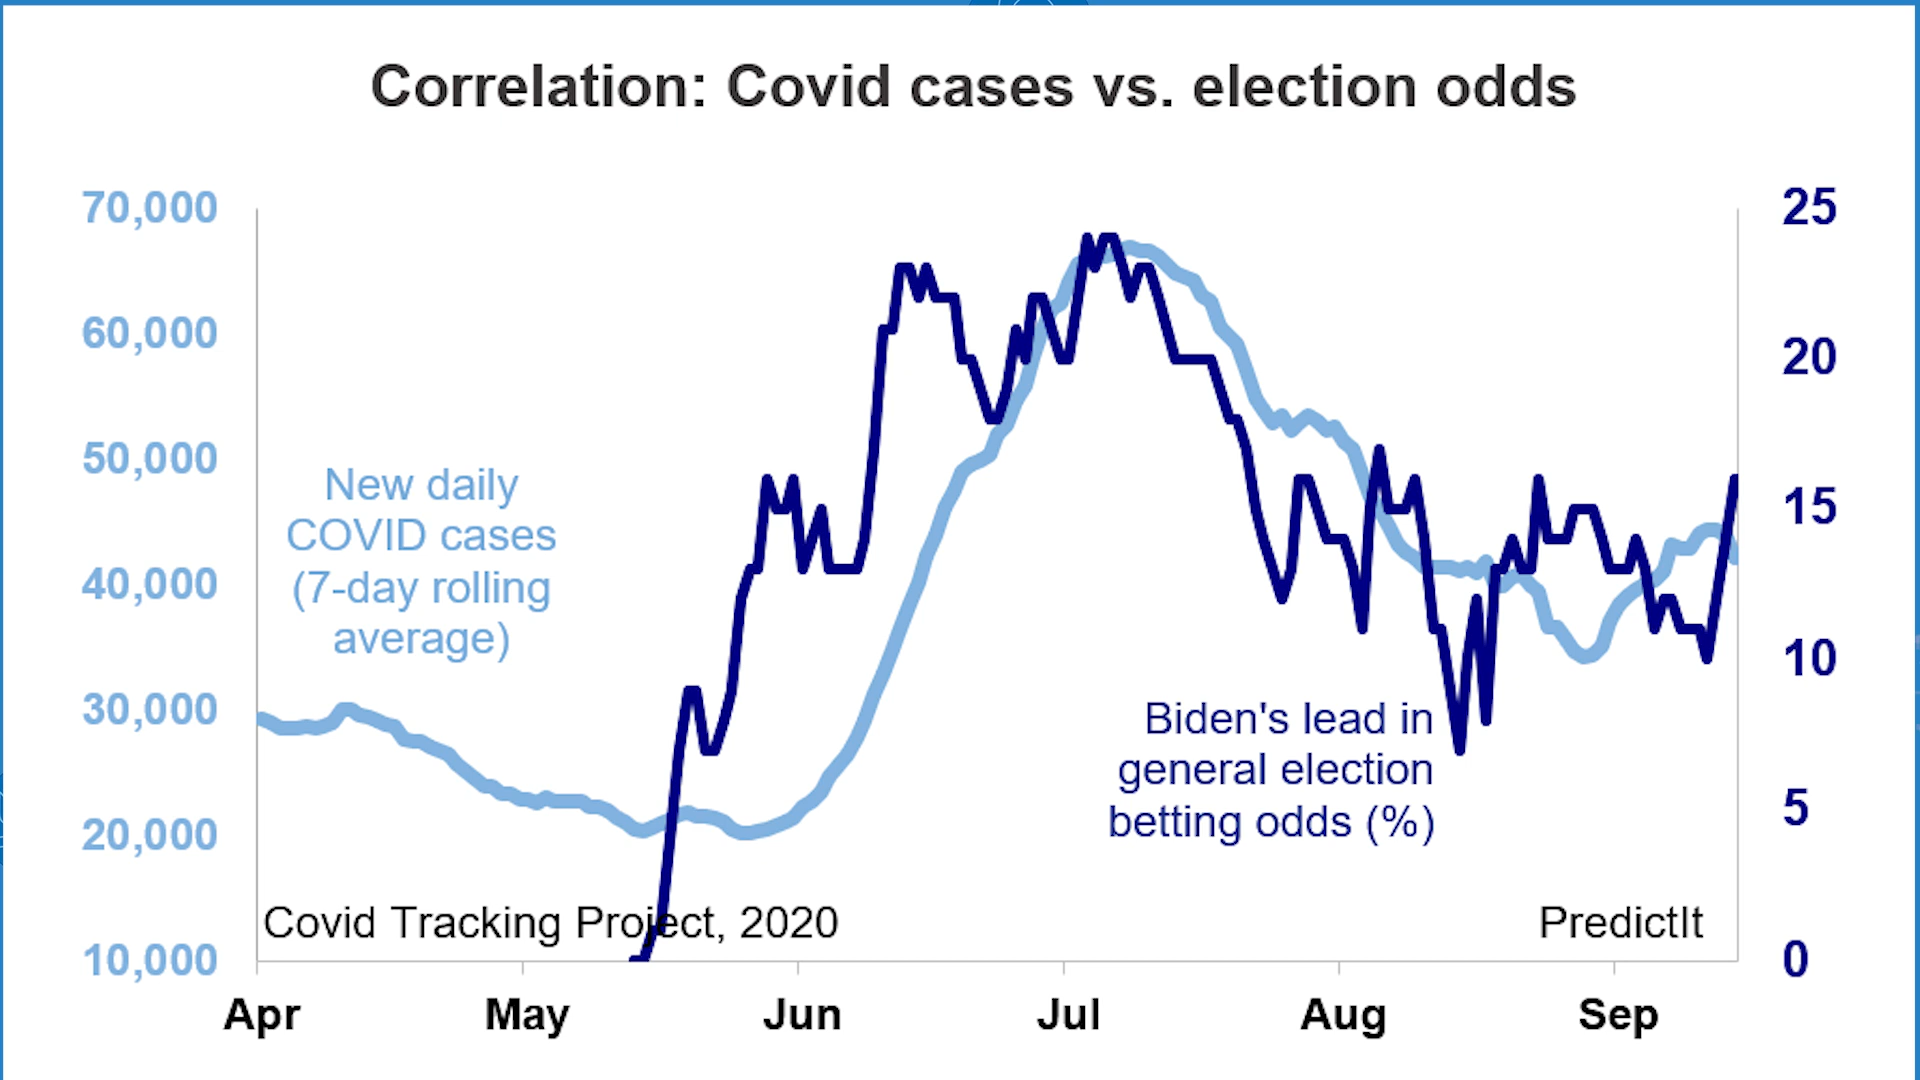 Correlation: Covid cases vs. election odds
70,000
60,000
50,000
40,000
30,000
20,000
10,000
25
20
15
10
5
0
New daily
COVID cases
(7-day rolling
average)
Biden's lead in
general election
betting odds (%)
Covid Tracking Project, 2020
PredictIt
Apr May Jun Jul Aug Sep